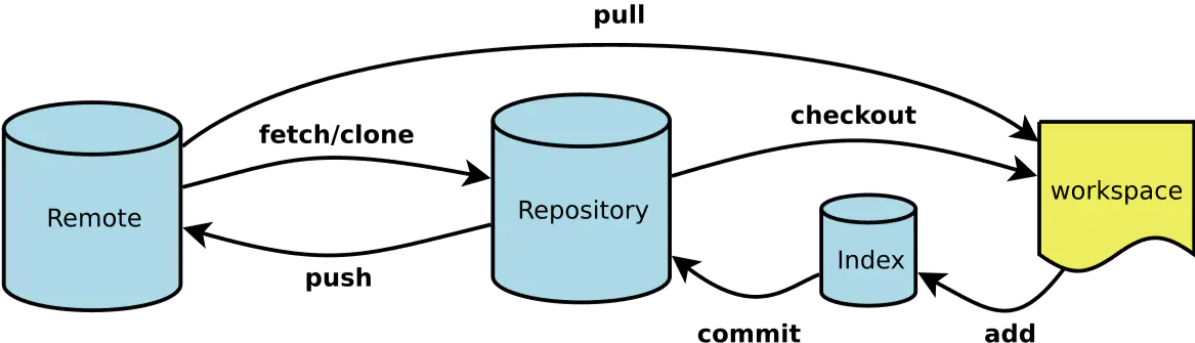 pull
fetch/clone
checkout
Remote
Repository
workspace
Index
push
commit
add